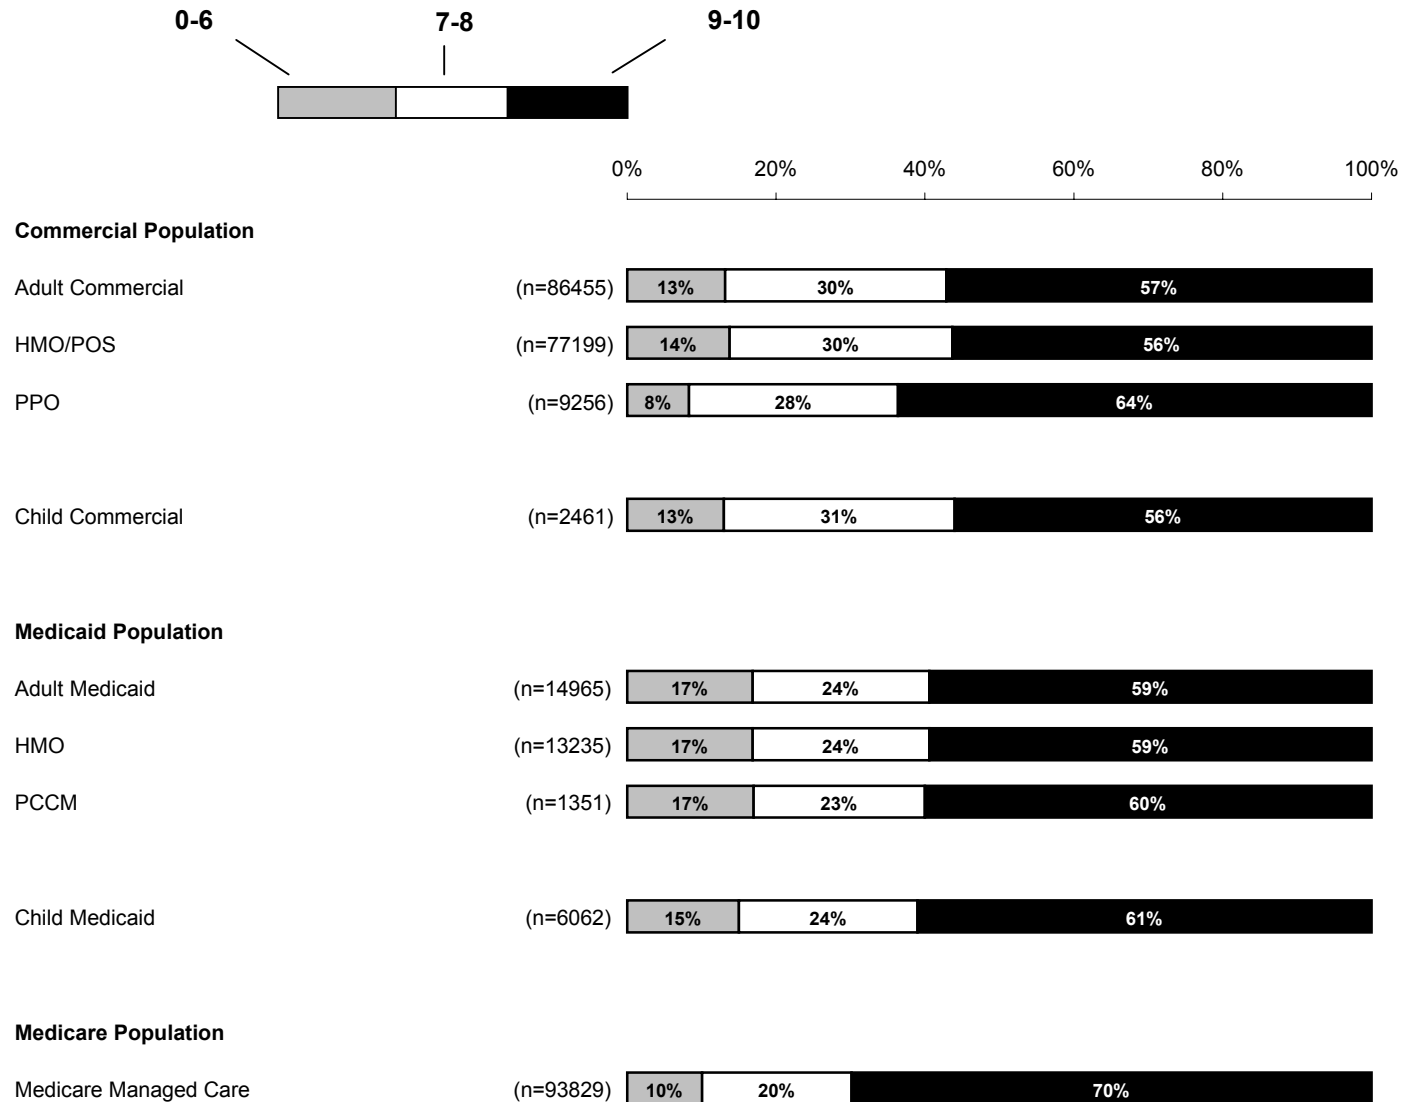 0-6 7-8 9-10
0% 20% 40% 60% 80% 100%
Commercial Population
Adult Commercial (n=86455) 13% 30% 57%
HMO/POS (n=77199) 14% 30% 56%
PPO (n=9256) 8% 28% 64%
Child Commercial (n=2461) 13% 31% 56%
Medicaid Population
Adult Medicaid (n=14965) 17% 24% 59%
HMO (n=13235) 17% 24% 59%
PCCM (n=1351) 17% 23% 60%
Child Medicaid (n=6062) 15% 24% 61%
Medicare Population
Medicare Managed Care (n=93829) 10% 20% 70%